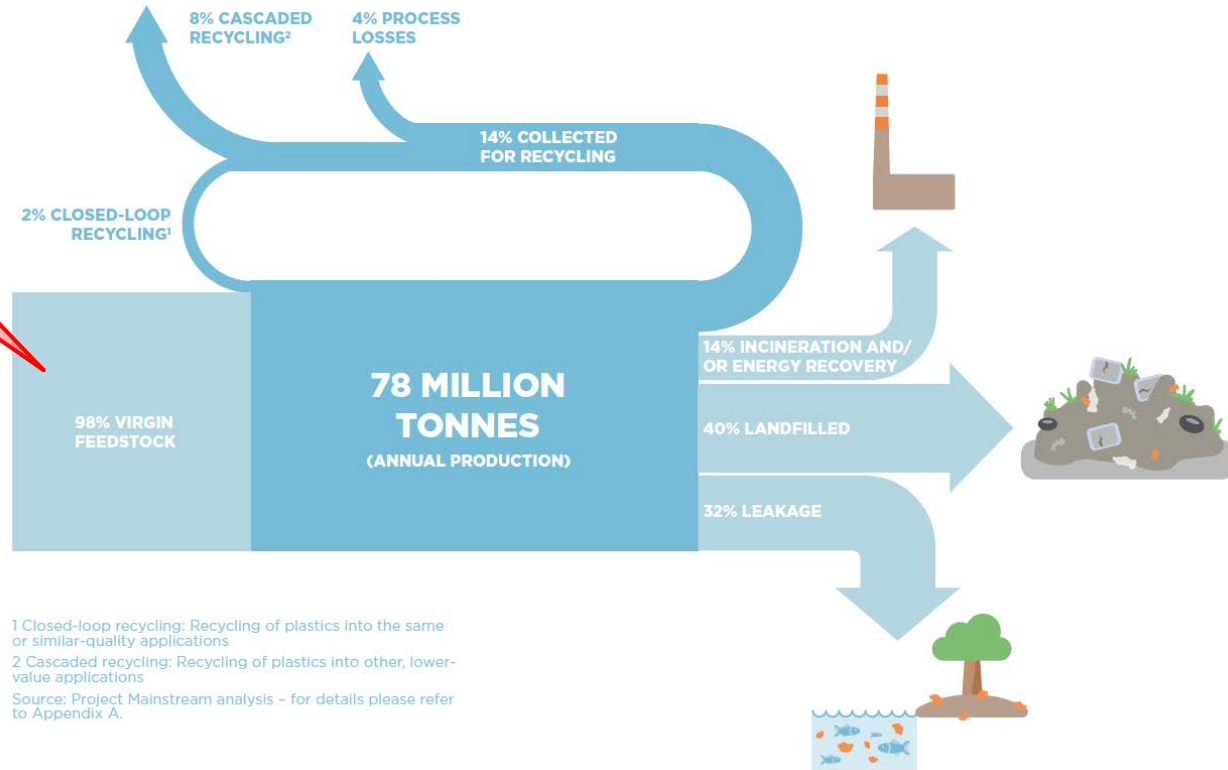 8% CASCADED
RECYCLING²
4% PROCESS
LOSSES
14% COLLECTED
FOR RECYCLING
2% CLOSED-LOOP
RECYCLING¹
98% VIRGIN
FEEDSTOCK
78 MILLION
TONNES
(ANNUAL PRODUCTION)
14% INCINERATION AND/
OR ENERGY RECOVERY
40% LANDFILLED
32% LEAKAGE
1 Closed-loop recycling: Recycling of plastics into the same
or similar-quality applications
2 Cascaded recycling: Recycling of plastics into other, lower-
value applications
Source: Project Mainstream analysis – for details please refer
to Appendix A.